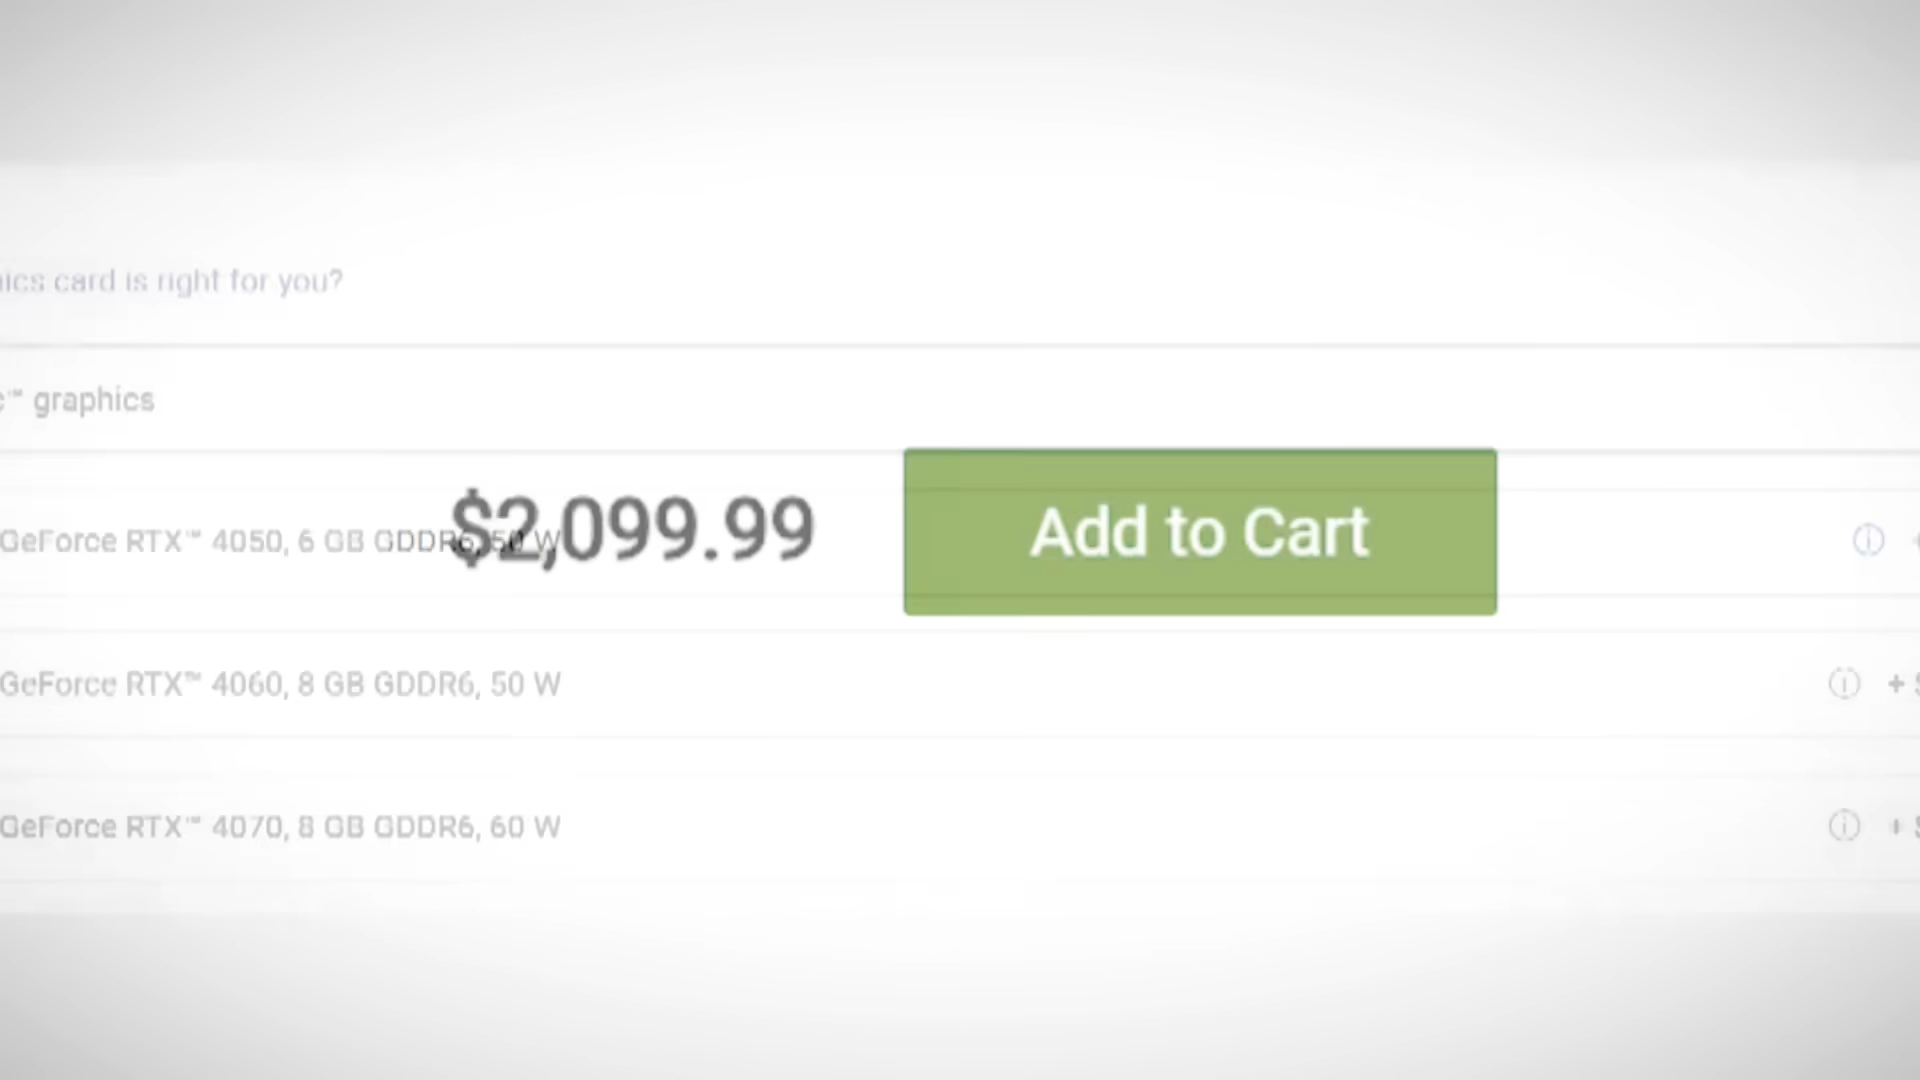 card is right for you?
graphics
$2,099.99
Add to Cart
GeForce RTX™ 4050, 6 GB GDDR6, 50 W
GeForce RTX™ 4060, 8 GB GDDR6, 50 W
+
GeForce RTX™ 4070, 8 GB GDDR6, 60 W